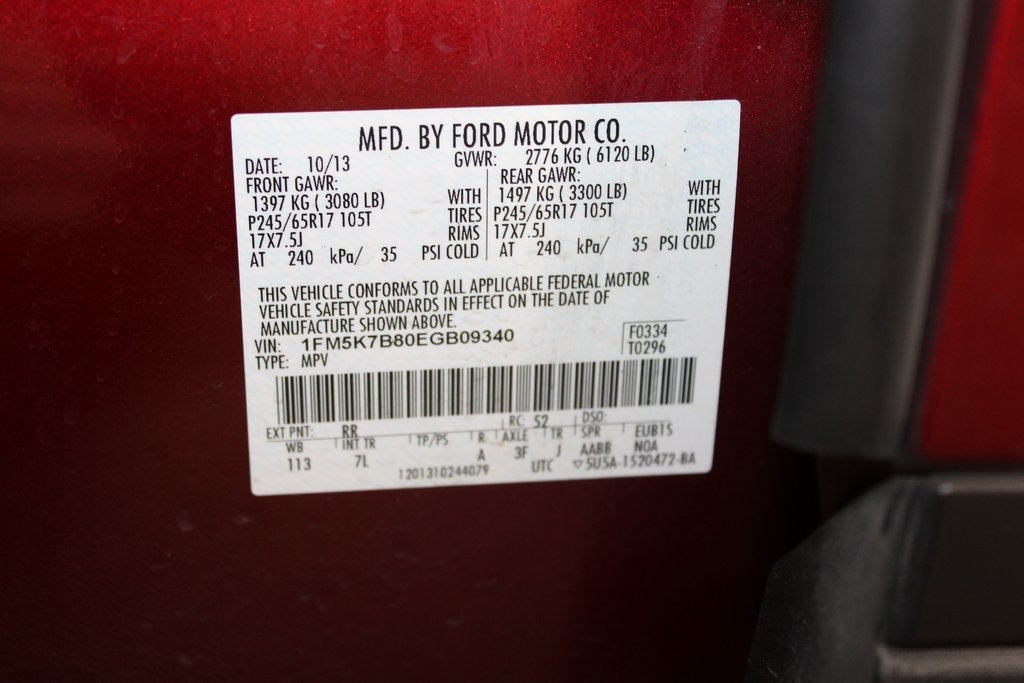 MFD. BY FORD MOTOR CO.
DATE: 10/13 GVWR: 2776 KG ( 6120 LB)
FRONT GAWR: REAR GAWR:
1397 KG ( 3080 LB) WITH 1497 KG ( 3300 LB) WITH
P245/65R17 105T TIRES P245/65R17 105T TIRES
17X7.5J RIMS 17X7.5J RIMS
AT 240 kPa/ 35 PSI COLD AT 240 kPa/ 35 PSI COLD
THIS VEHICLE CONFORMS TO ALL APPLICABLE FEDERAL MOTOR
VEHICLE SAFETY STANDARDS IN EFFECT ON THE DATE OF
MANUFACTURE SHOWN ABOVE.
VIN: 1FM5K7B80EGB09340 F0334
TYPE: MPV T0296
EXT PNT: RR RC: 52 DSO:
WB INT TR TP/PS R AXLE TR SPR EUB1S
113 7L A 3F J AABB NOA
1201310244079 UTC ▽5U5A-1520472-BA